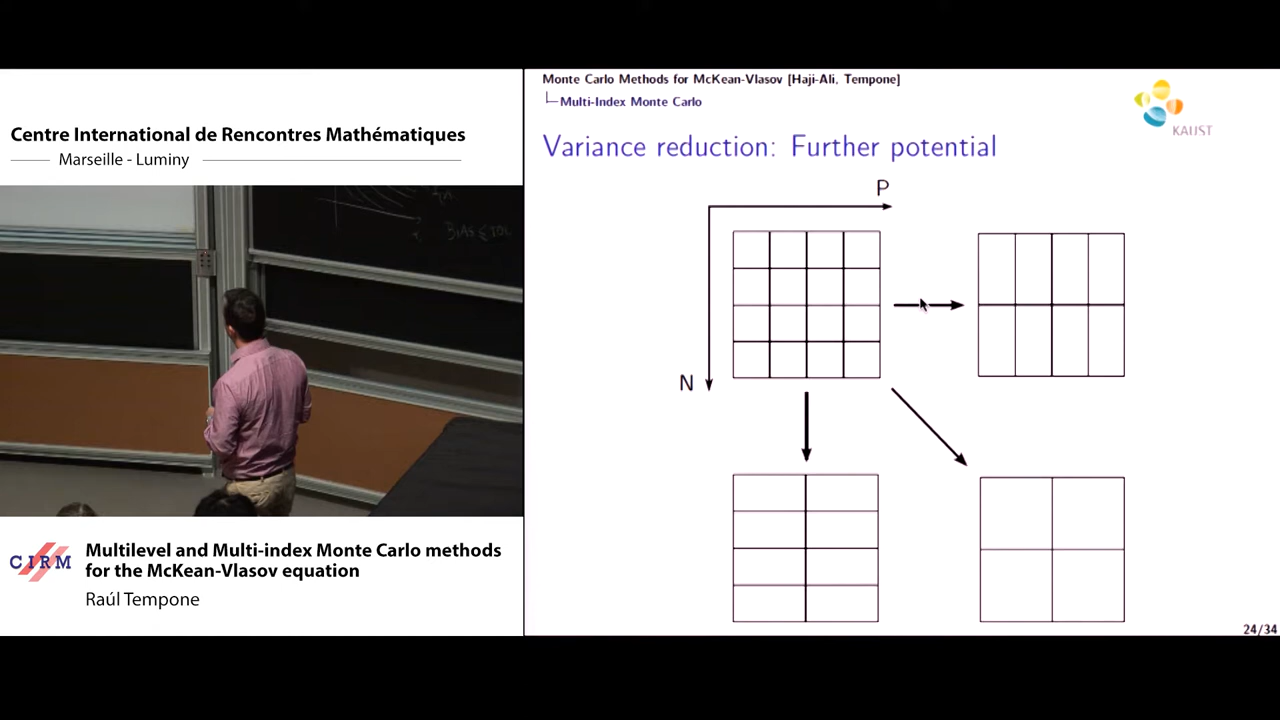 Centre International de Rencontres Mathématiques
Marseille - Luminy
BIAS ≤ TOL
CIRM
Multilevel and Multi-index Monte Carlo methods
for the McKean-Vlasov equation
Raúl Tempone
Monte Carlo Methods for McKean-Vlasov [Haji-Ali, Tempone]
Multi-Index Monte Carlo
KAUST
Variance reduction: Further potential
P
N
24/34